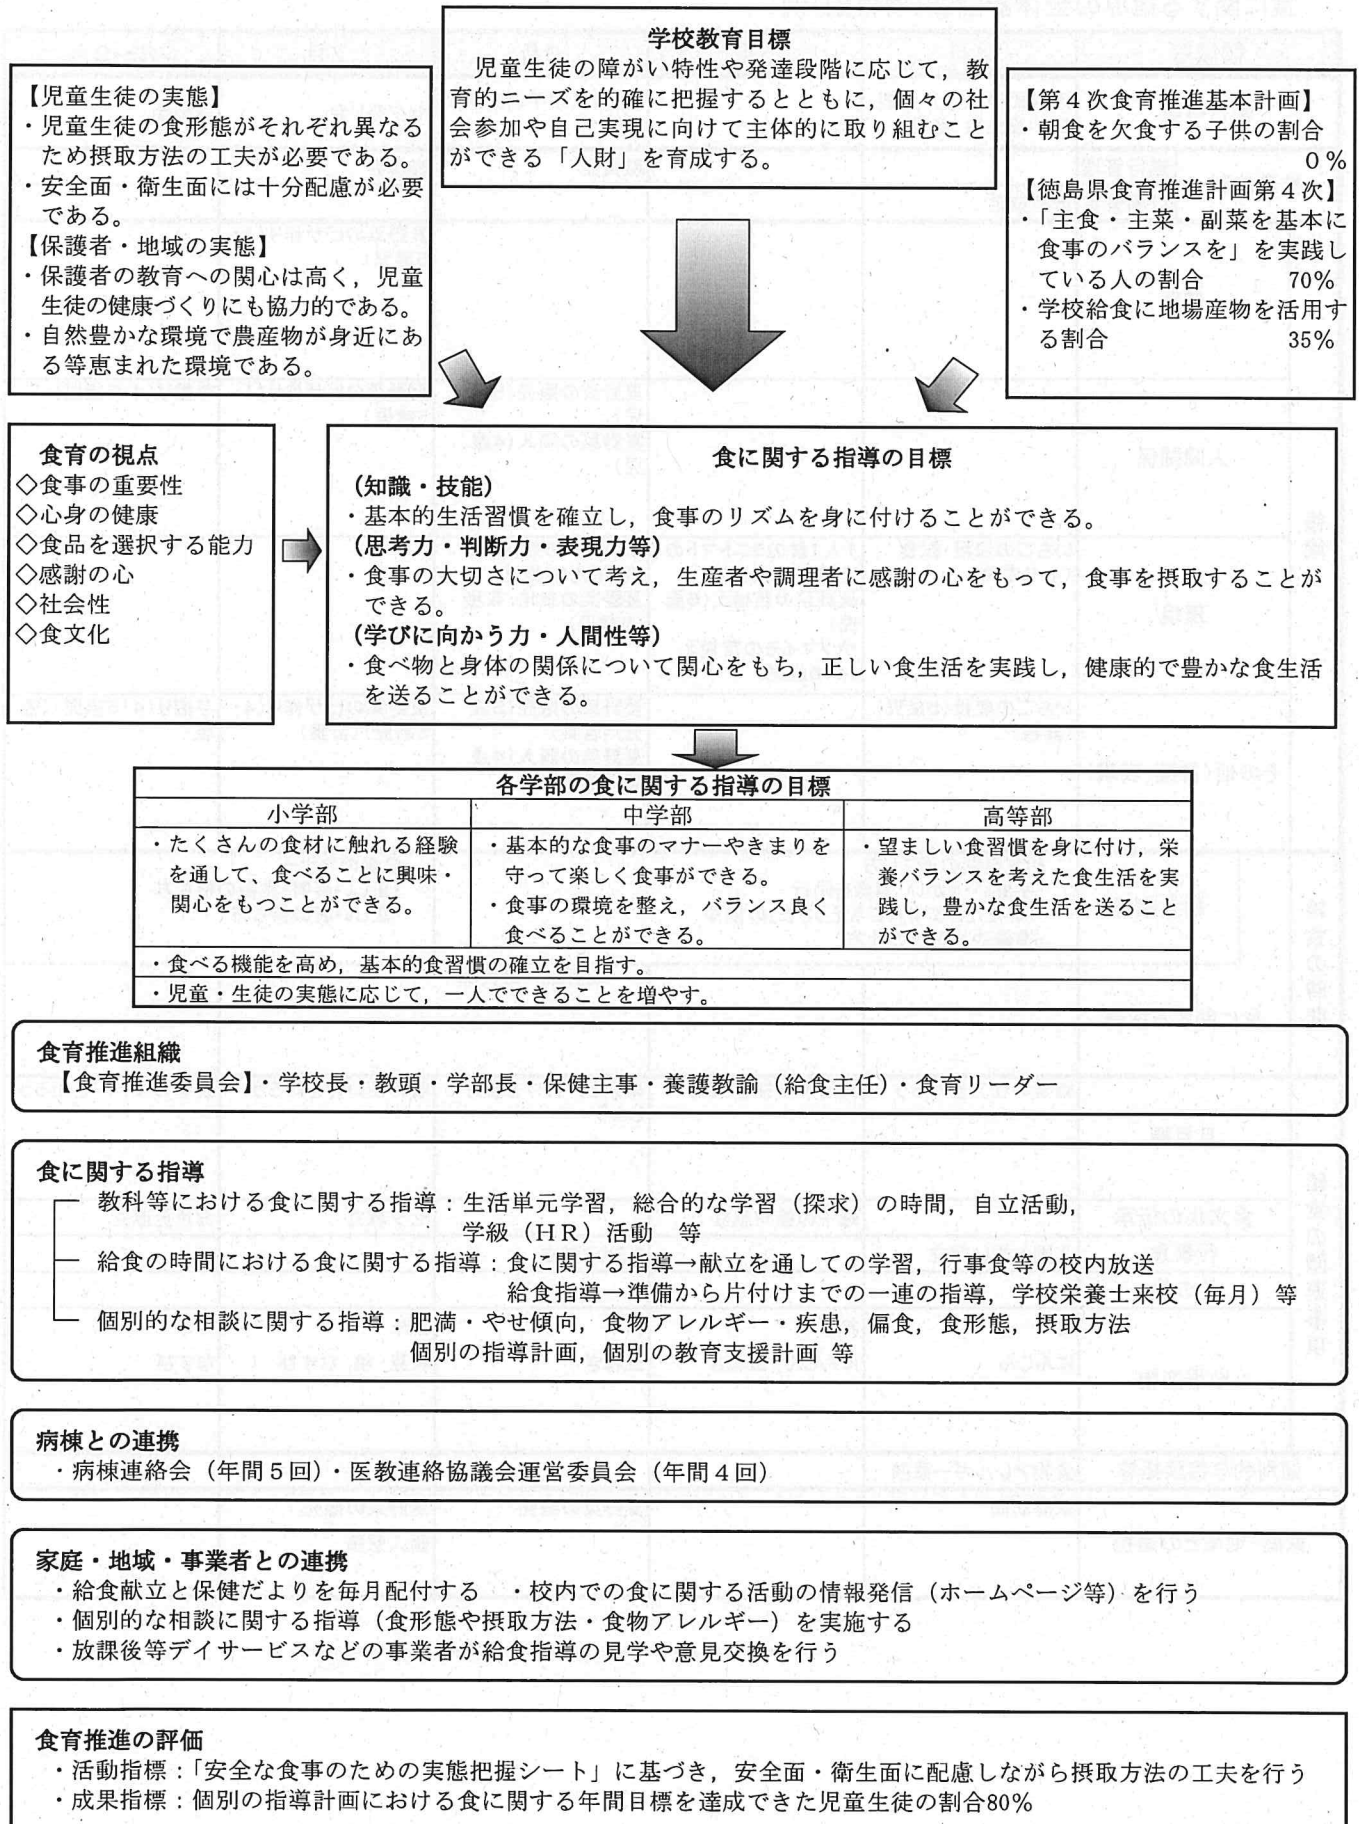 学校教育目標
児童生徒の障がい特性や発達段階に応じて，教
育的ニーズを的確に把握するとともに，個々の社
会参加や自己実現に向けて主体的に取り組むこと
ができる「人財」を育成する。
【児童生徒の実態】
・児童生徒の食形態がそれぞれ異なる
ため摂取方法の工夫が必要である。
・安全面・衛生面には十分配慮が必要
である。
【保護者・地域の実態】
・保護者の教育への関心は高く，児童
生徒の健康づくりにも協力的である。
・自然豊かな環境で農産物が身近にあ
る等恵まれた環境である。
【第４次食育推進基本計画】
・朝食を欠食する子供の割合
０％
【徳島県食育推進計画第４次】
・「主食・主菜・副菜を基本に
食事のバランスを」を実践し
ている人の割合 70％
・学校給食に地場産物を活用す
る割合 35％
食育の視点
◇食事の重要性
◇心身の健康
◇食品を選択する能力
◇感謝の心
◇社会性
◇食文化
食に関する指導の目標
（知識・技能）
・基本的生活習慣を確立し，食事のリズムを身に付けることができる。
（思考力・判断力・表現力等）
・食事の大切さについて考え，生産者や調理者に感謝の心をもって，食事を摂取することが
できる。
（学びに向かう力・人間性等）
・食べ物と身体の関係について関心をもち，正しい食生活を実践し，健康的で豊かな食生活
を送ることができる。
各学部の食に関する指導の目標
小学部 中学部 高等部
・たくさんの食材に触れる経験
を通して、食べることに興味・
関心をもつことができる。
・基本的な食事のマナーやきまりを
守って楽しく食事ができる。
・食事の環境を整え，バランス良く
食べることができる。
・望ましい食習慣を身に付け，栄
養バランスを考えた食生活を実
践し，豊かな食生活を送ること
ができる。
・食べる機能を高め，基本的食習慣の確立を目指す。
・児童・生徒の実態に応じて，一人でできることを増やす。
食育推進組織
【食育推進委員会】・学校長・教頭・学部長・保健主事・養護教諭（給食主任）・食育リーダー
食に関する指導
教科等における食に関する指導：生活単元学習，総合的な学習（探求）の時間，自立活動，
学級（ＨＲ）活動 等
給食の時間における食に関する指導：食に関する指導→献立を通しての学習，行事食等の校内放送
給食指導→準備から片付けまでの一連の指導，学校栄養士来校（毎月）等
個別的な相談に関する指導：肥満・やせ傾向，食物アレルギー・疾患，偏食，食形態，摂取方法
個別の指導計画，個別の教育支援計画 等
病棟との連携
・病棟連絡会（年間５回）・医教連絡協議会運営委員会（年間４回）
家庭・地域・事業者との連携
・給食献立と保健だよりを毎月配付する ・校内での食に関する活動の情報発信（ホームページ等）を行う
・個別的な相談に関する指導（食形態や摂取方法・食物アレルギー）を実施する
・放課後等デイサービスなどの事業者が給食指導の見学や意見交換を行う
食育推進の評価
・活動指標：「安全な食事のための実態把握シート」に基づき，安全面・衛生面に配慮しながら摂取方法の工夫を行う
・成果指標：個別の指導計画における食に関する年間目標を達成できた児童生徒の割合80％